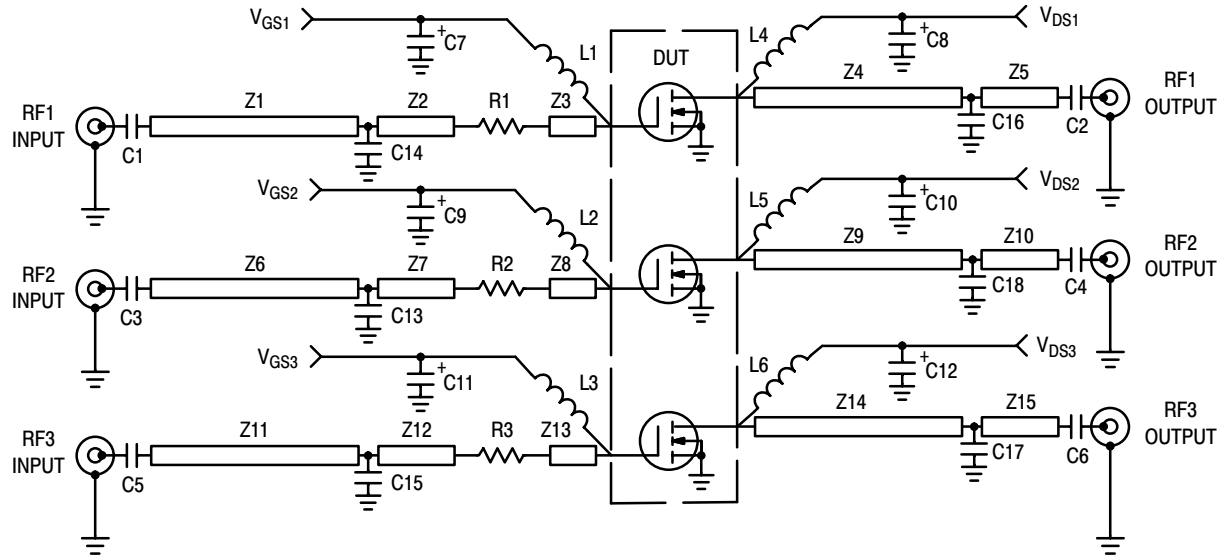 VGS1
+
C7
L1
L4
+
C8
VDS1
DUT
RF1
INPUT
C1
Z1
C14
Z2
R1
Z3
Z4
C16
Z5
C2
RF1
OUTPUT
VGS2
+
C9
L2
L5
+
C10
VDS2
RF2
INPUT
C3
Z6
C13
Z7
R2
Z8
Z9
C18
Z10
C4
RF2
OUTPUT
VGS3
+
C11
L3
L6
+
C12
VDS3
RF3
INPUT
C5
Z11
C15
Z12
R3
Z13
Z14
C17
Z15
C6
RF3
OUTPUT